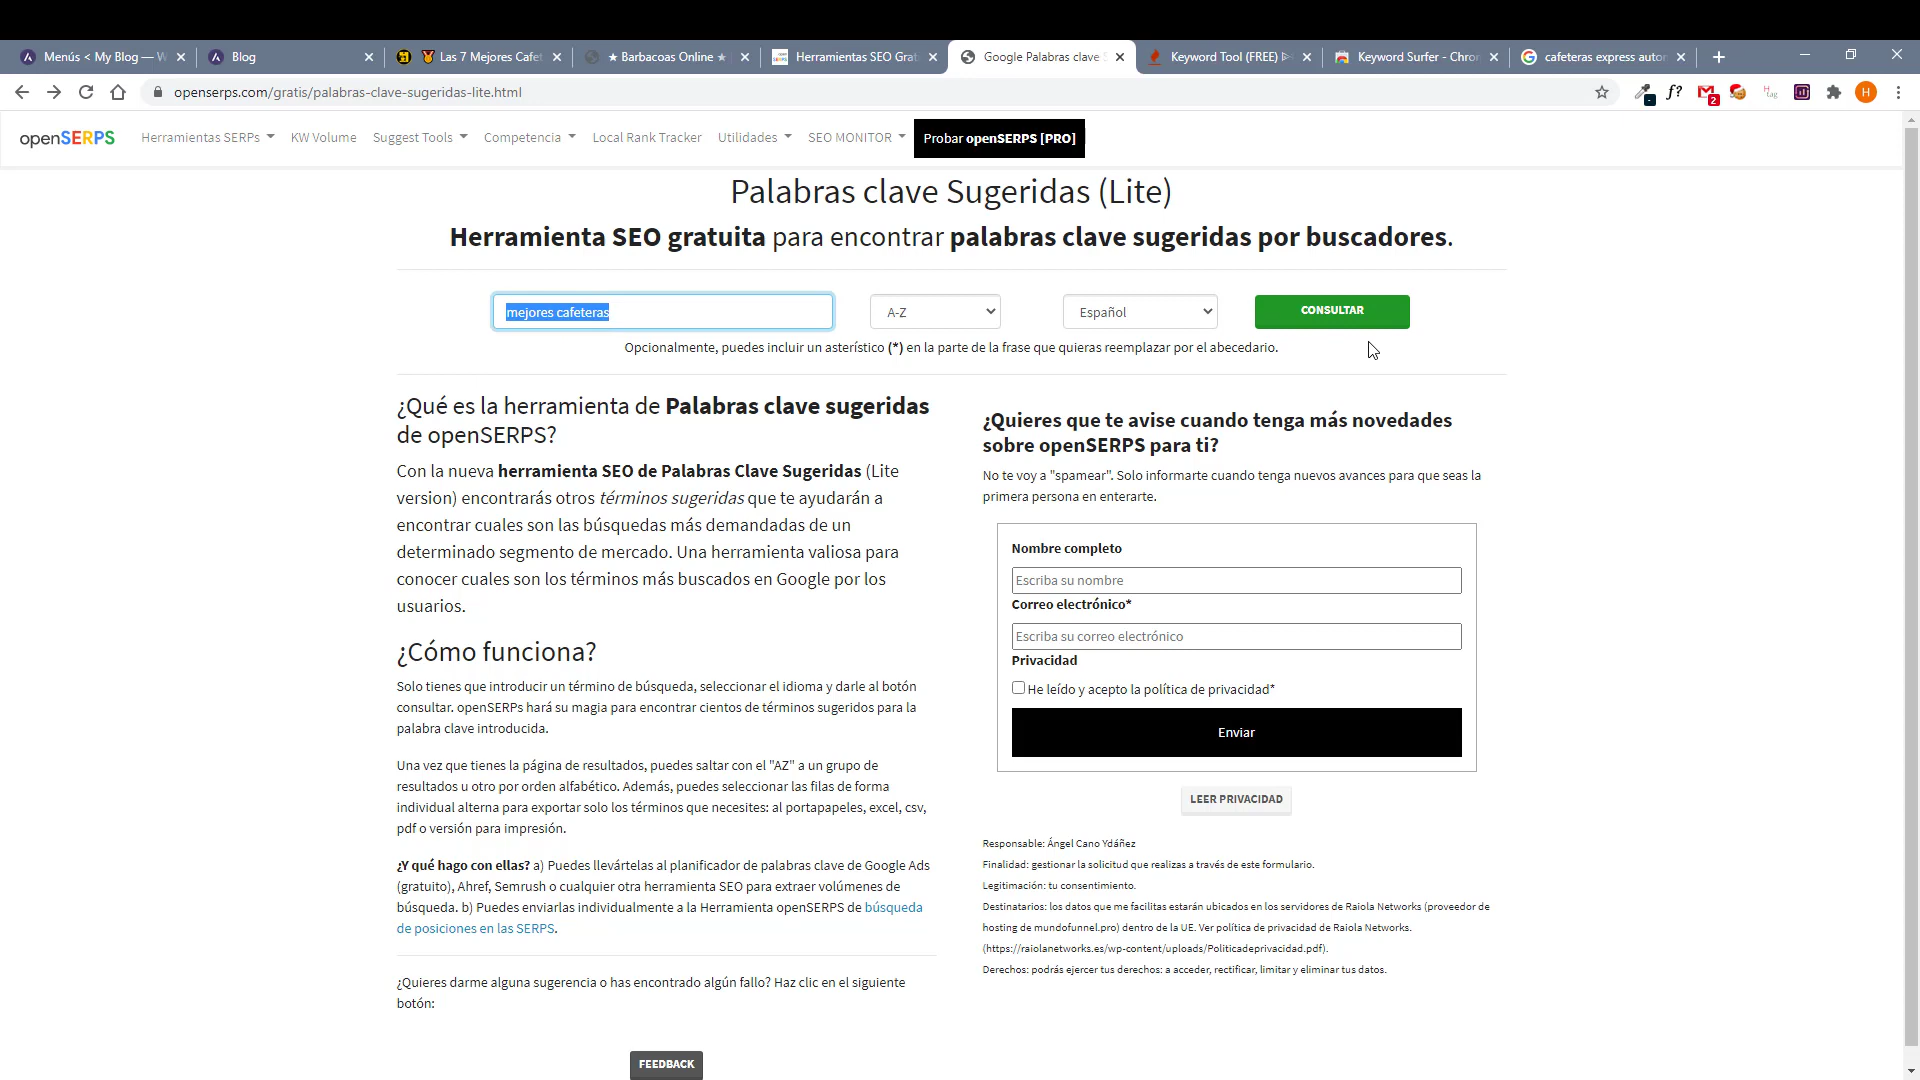 Menús < My Blog — W
Blog
Las 7 Mejores Cafet
★ Barbacoas Online ★
Herramientas SEO Grat
Google Palabras clave S
Keyword Tool (FREE) ▷
Keyword Surfer - Chron
cafeteras express autom
openserps.com/gratis/palabras-clave-sugeridas-lite.html
f?
2
H
openSERPS
Herramientas SERPs
KW Volume
Suggest Tools
Competencia
Local Rank Tracker
Utilidades
SEO MONITOR
Probar openSERPS [PRO]
Palabras clave Sugeridas (Lite)
Herramienta SEO gratuita para encontrar palabras clave sugeridas por buscadores.
mejores cafeteras
A-Z
Español
CONSULTAR
Opcionalmente, puedes incluir un asterístico (*) en la parte de la frase que quieras reemplazar por el abecedario.
¿Qué es la herramienta de Palabras clave sugeridas
de openSERPS?
Con la nueva herramienta SEO de Palabras Clave Sugeridas (Lite
version) encontrarás otros términos sugeridas que te ayudarán a
encontrar cuales son las búsquedas más demandadas de un
determinado segmento de mercado. Una herramienta valiosa para
conocer cuales son los términos más buscados en Google por los
usuarios.
¿Cómo funciona?
Solo tienes que introducir un término de búsqueda, seleccionar el idioma y darle al botón
consultar. openSERPs hará su magia para encontrar cientos de términos sugeridos para la
palabra clave introducida.
Una vez que tienes la página de resultados, puedes saltar con el "AZ" a un grupo de
resultados u otro por orden alfabético. Además, puedes seleccionar las filas de forma
individual alterna para exportar solo los términos que necesites: al portapapeles, excel, csv,
pdf o versión para impresión.
¿Y qué hago con ellas? a) Puedes llevártelas al planificador de palabras clave de Google Ads
(gratuito), Ahref, Semrush o cualquier otra herramienta SEO para extraer volúmenes de
búsqueda. b) Puedes enviarlas individualmente a la Herramienta openSERPS de búsqueda
de posiciones en las SERPS.
¿Quieres darme alguna sugerencia o has encontrado algún fallo? Haz clic en el siguiente
botón:
FEEDBACK
¿Quieres que te avise cuando tenga más novedades
sobre openSERPS para ti?
No te voy a "spamear". Solo informarte cuando tenga nuevos avances para que seas la
primera persona en enterarte.
Nombre completo
Escriba su nombre
Correo electrónico*
Escriba su correo electrónico
Privacidad
He leído y acepto la política de privacidad*
Enviar
LEER PRIVACIDAD
Responsable: Ángel Cano Ydáñez
Finalidad: gestionar la solicitud que realizas a través de este formulario.
Legitimación: tu consentimiento.
Destinatarios: los datos que me facilitas estarán ubicados en los servidores de Raiola Networks (proveedor de
hosting de mundofunnel.pro) dentro de la UE. Ver política de privacidad de Raiola Networks.
(https://raiolanetworks.es/wp-content/uploads/Politicadeprivacidad.pdf).
Derechos: podrás ejercer tus derechos: a acceder, rectificar, limitar y eliminar tus datos.